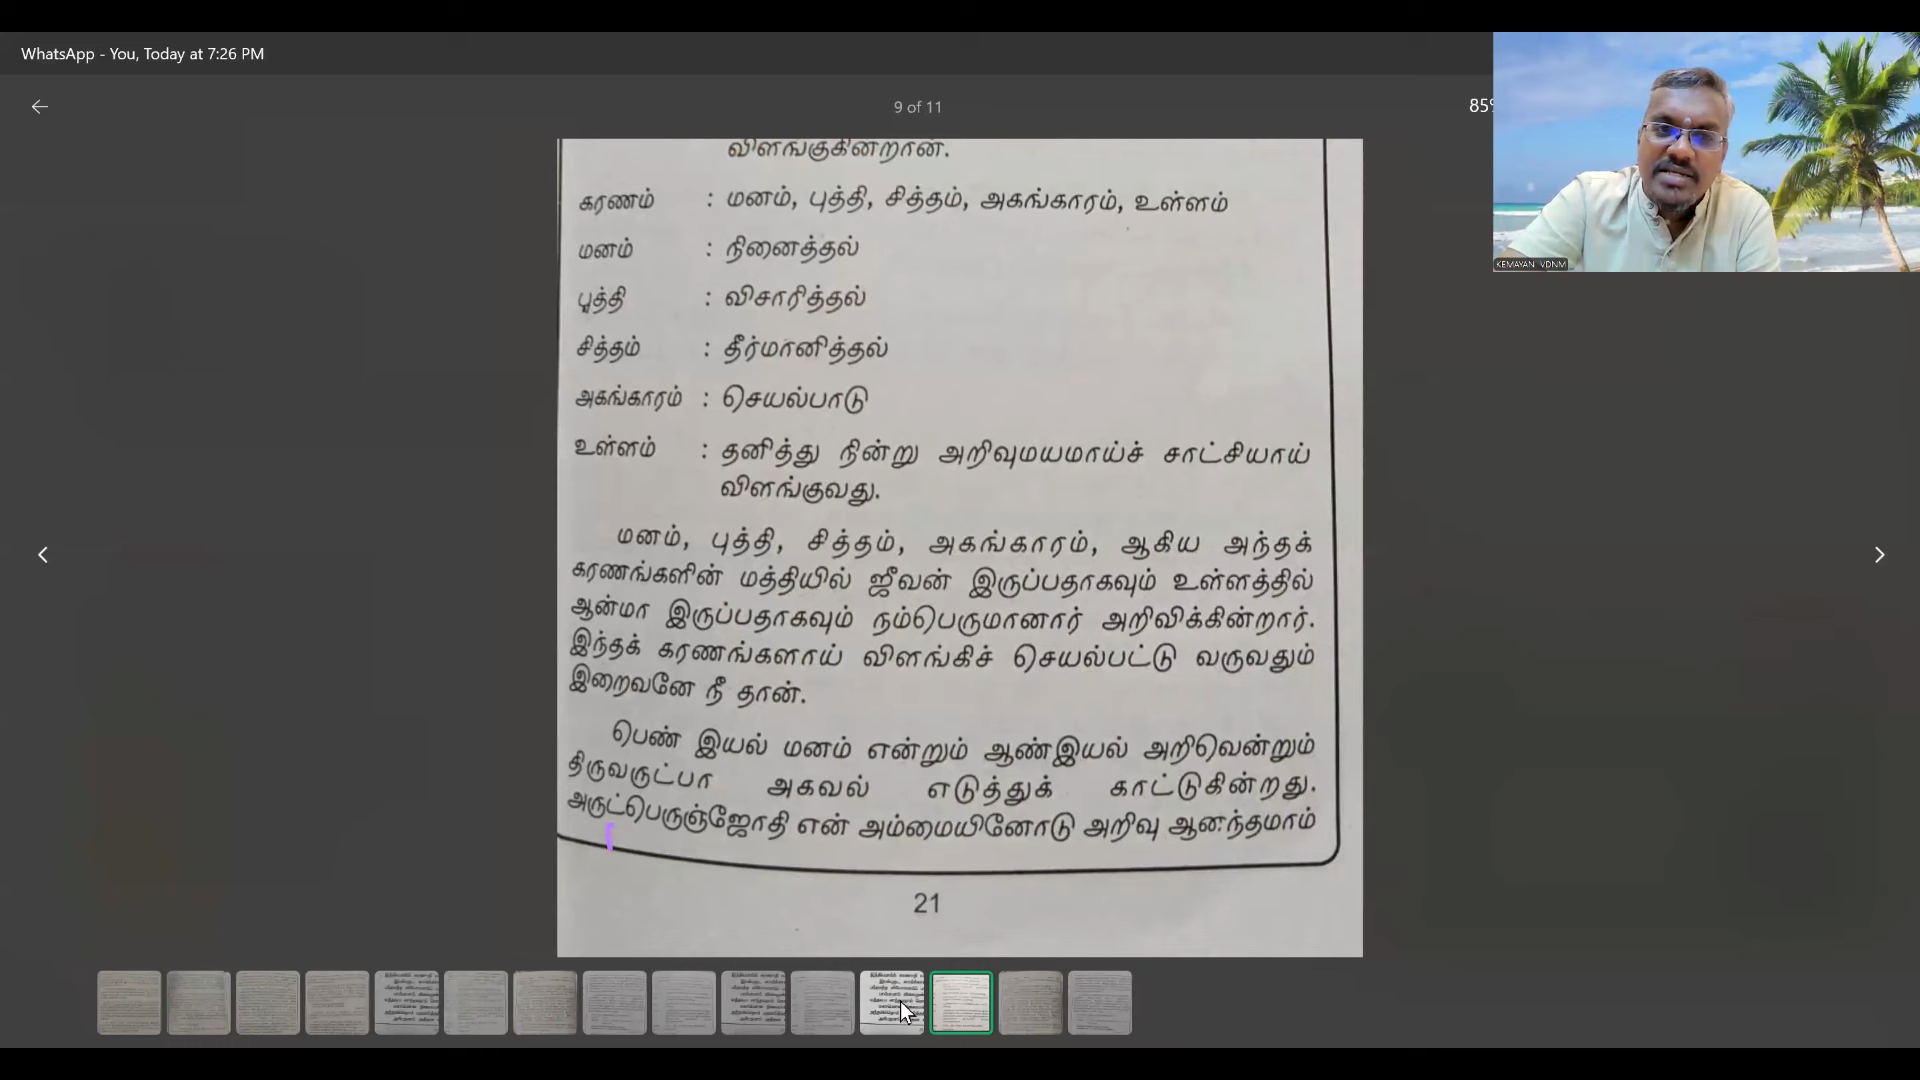 WhatsApp - You, Today at 7:26 PM
9 of 11
85%
KEMAYAN VDNM
விளங்குகின்றான்.
கரணம் : மனம், புத்தி, சித்தம், அகங்காரம், உள்ளம்
மனம் : நினைத்தல்
புத்தி : விசாரித்தல்
சித்தம் : தீர்மானித்தல்
அகங்காரம் : செயல்பாடு
உள்ளம் : தனித்து நின்று அறிவுமயமாய்ச் சாட்சியாய்
விளங்குவது.
மனம், புத்தி, சித்தம், அகங்காரம், ஆகிய அந்தக்
கரணங்களின் மத்தியில் ஜீவன் இருப்பதாகவும் உள்ளத்தில்
ஆன்மா இருப்பதாகவும் நம்பெருமானார் அறிவிக்கின்றார்.
இந்தக் கரணங்களாய் விளங்கிச் செயல்பட்டு வருவதும்
இறைவனே நீ தான்.
பெண் இயல் மனம் என்றும் ஆண்இயல் அறிவென்றும்
திருவருட்பா அகவல் எடுத்துக் காட்டுகின்றது.
அருட்பெருஞ்ஜோதி என் அம்மையினோடு அறிவு ஆனந்தமாம்
21